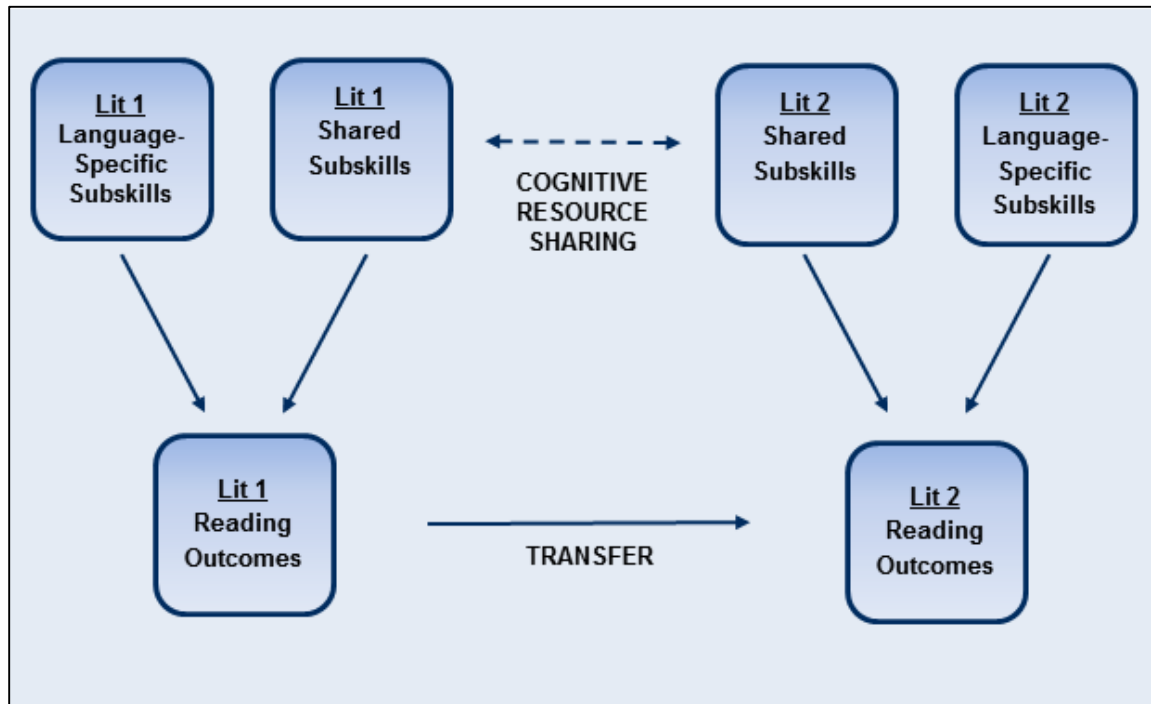 Lit 1
Language-
Specific
Subskills
Lit 1
Shared
Subskills
COGNITIVE
RESOURCE
SHARING
Lit 2
Shared
Subskills
Lit 2
Language-
Specific
Subskills
Lit 1
Reading
Outcomes
TRANSFER
Lit 2
Reading
Outcomes